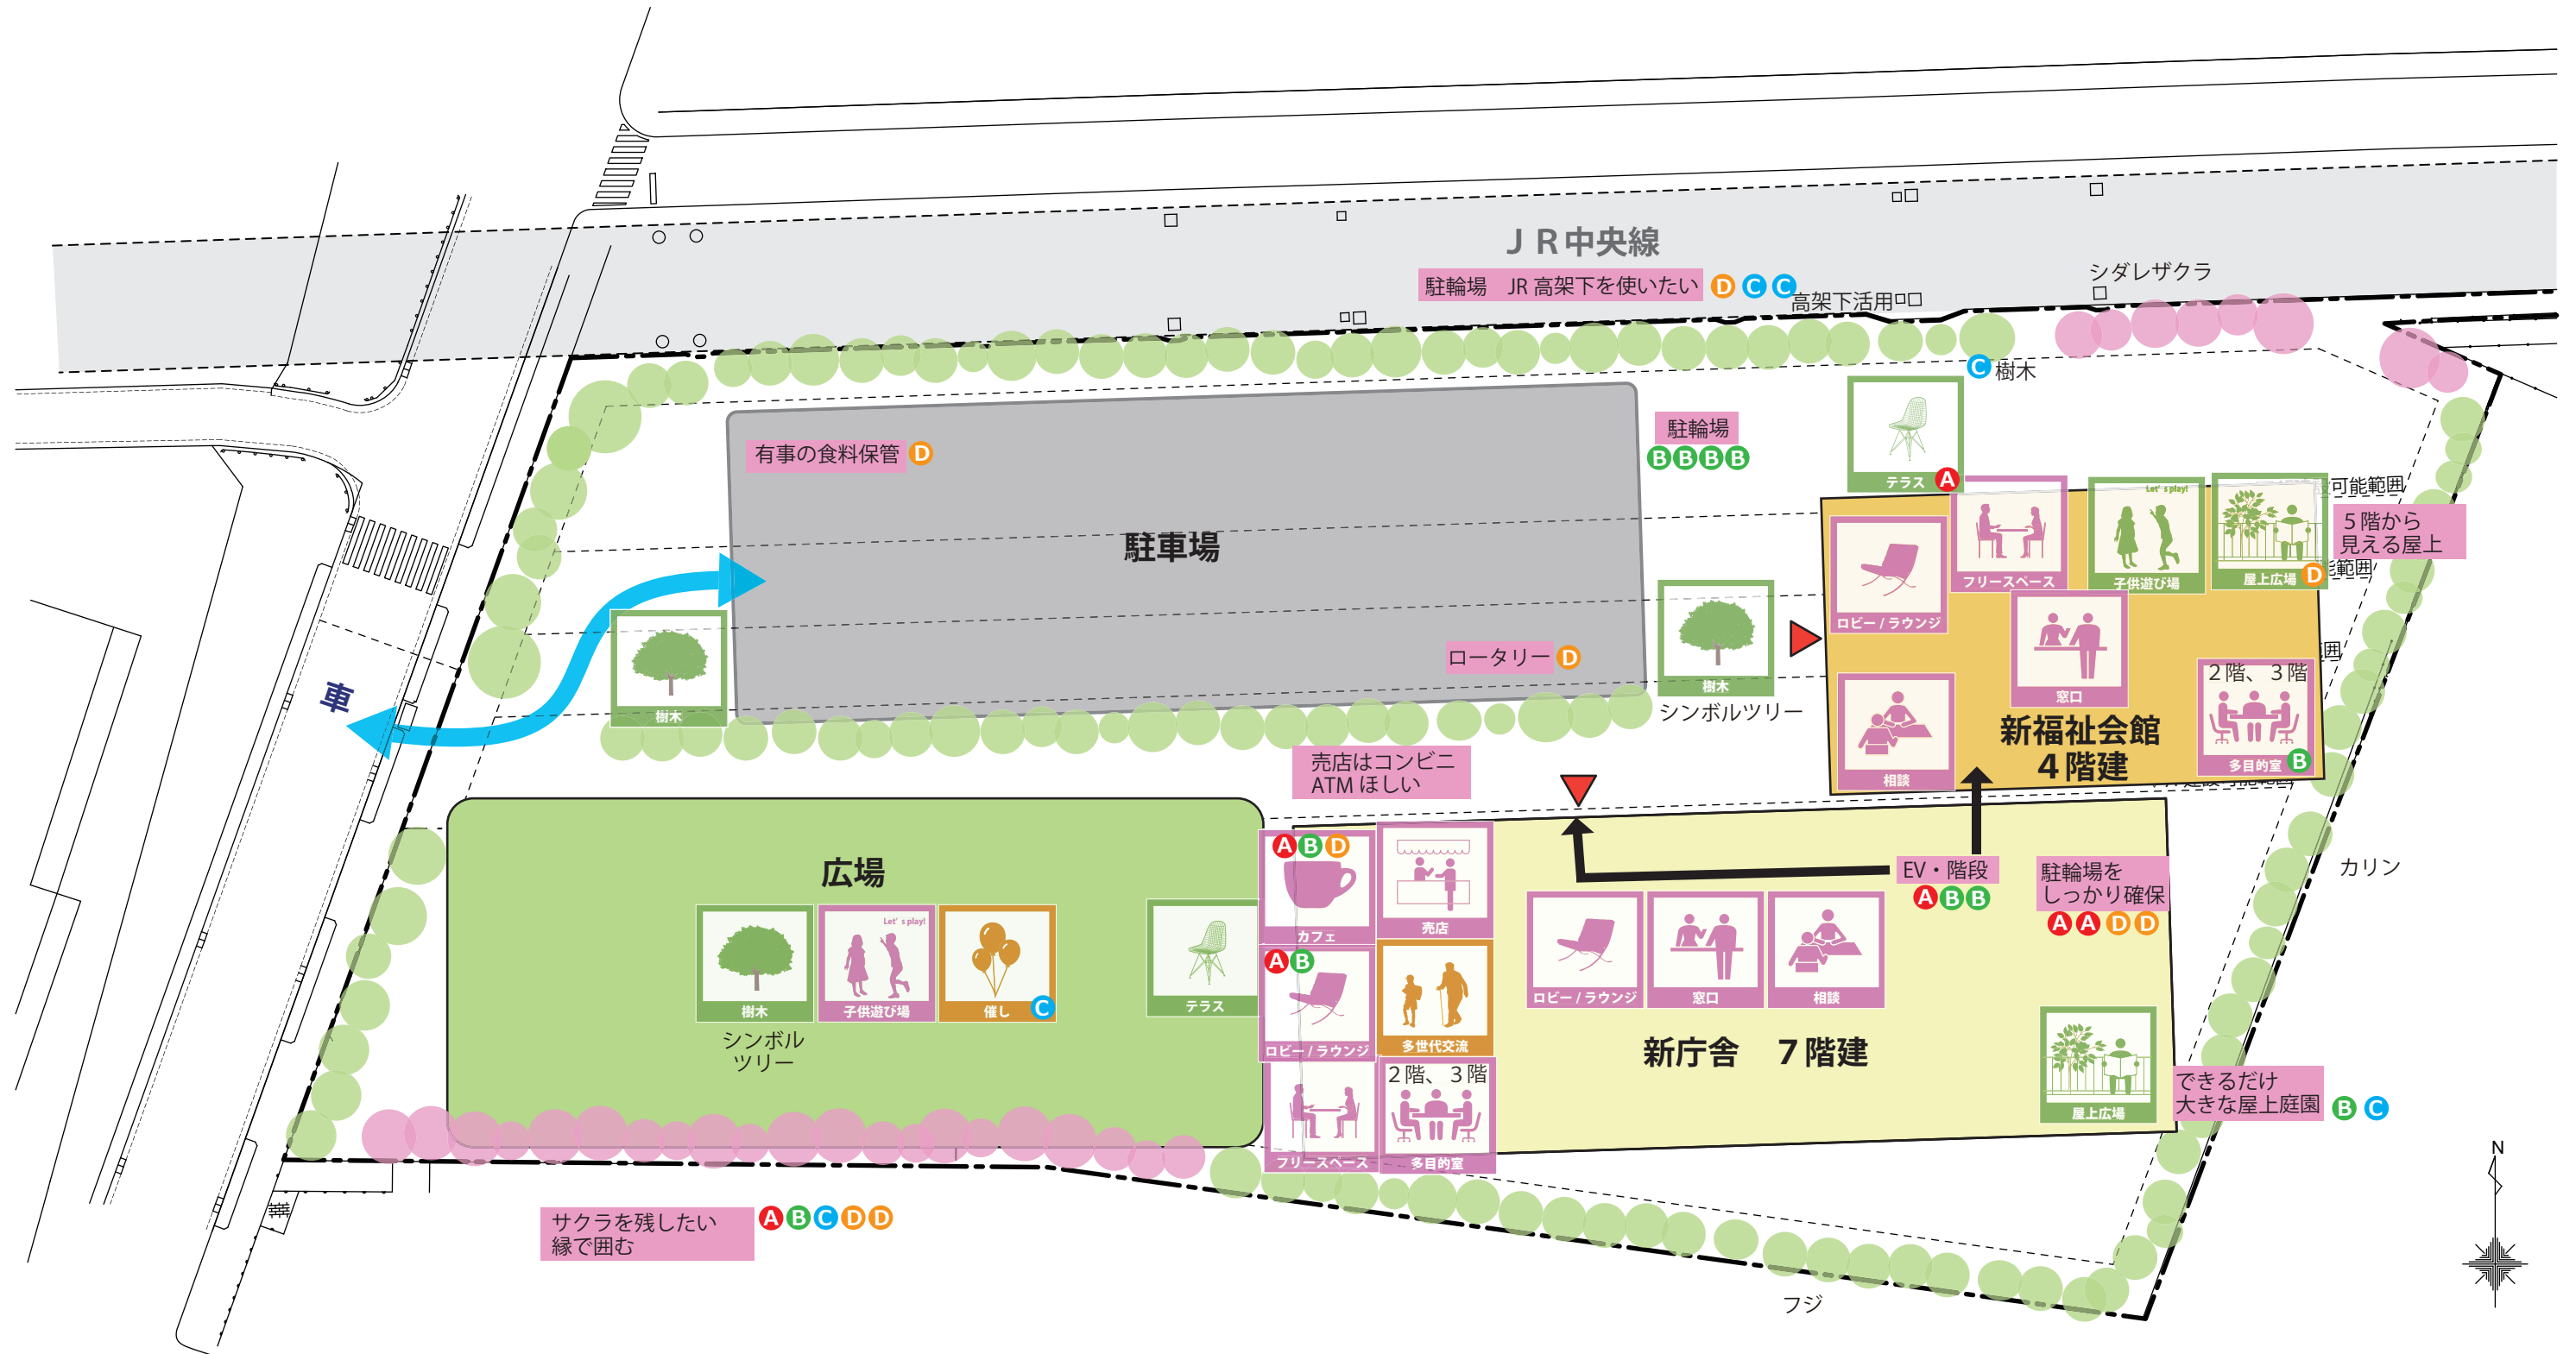 ＪＲ中央線
駐輪場　JR 高架下を使いたい
D C C
高架下活用
シダレザクラ
C 樹木
有事の食料保管 D
駐輪場
B B B B
テラス A
フリースペース
Let's play!
子供遊び場
屋上広場 D
可能範囲
５階から
見える屋上
能範囲
駐車場
ロビー / ラウンジ
樹木
車
ロータリー D
樹木
シンボルツリー
窓口
範囲
２階、３階
多目的室 B
相談
新福祉会館
４階建
売店はコンビニ
ATM ほしい
広場
A B D
カフェ
売店
EV・階段
A B B
駐輪場を
しっかり確保
A A D D
カリン
樹木
シンボル
ツリー
Let's play!
子供遊び場
催し C
テラス
A B
ロビー / ラウンジ
多世代交流
ロビー / ラウンジ
窓口
相談
新庁舎　７階建
フリースペース
２階、３階
多目的室
屋上広場
できるだけ
大きな屋上庭園
B C
サクラを残したい
縁で囲む
A B C D D
フジ
N